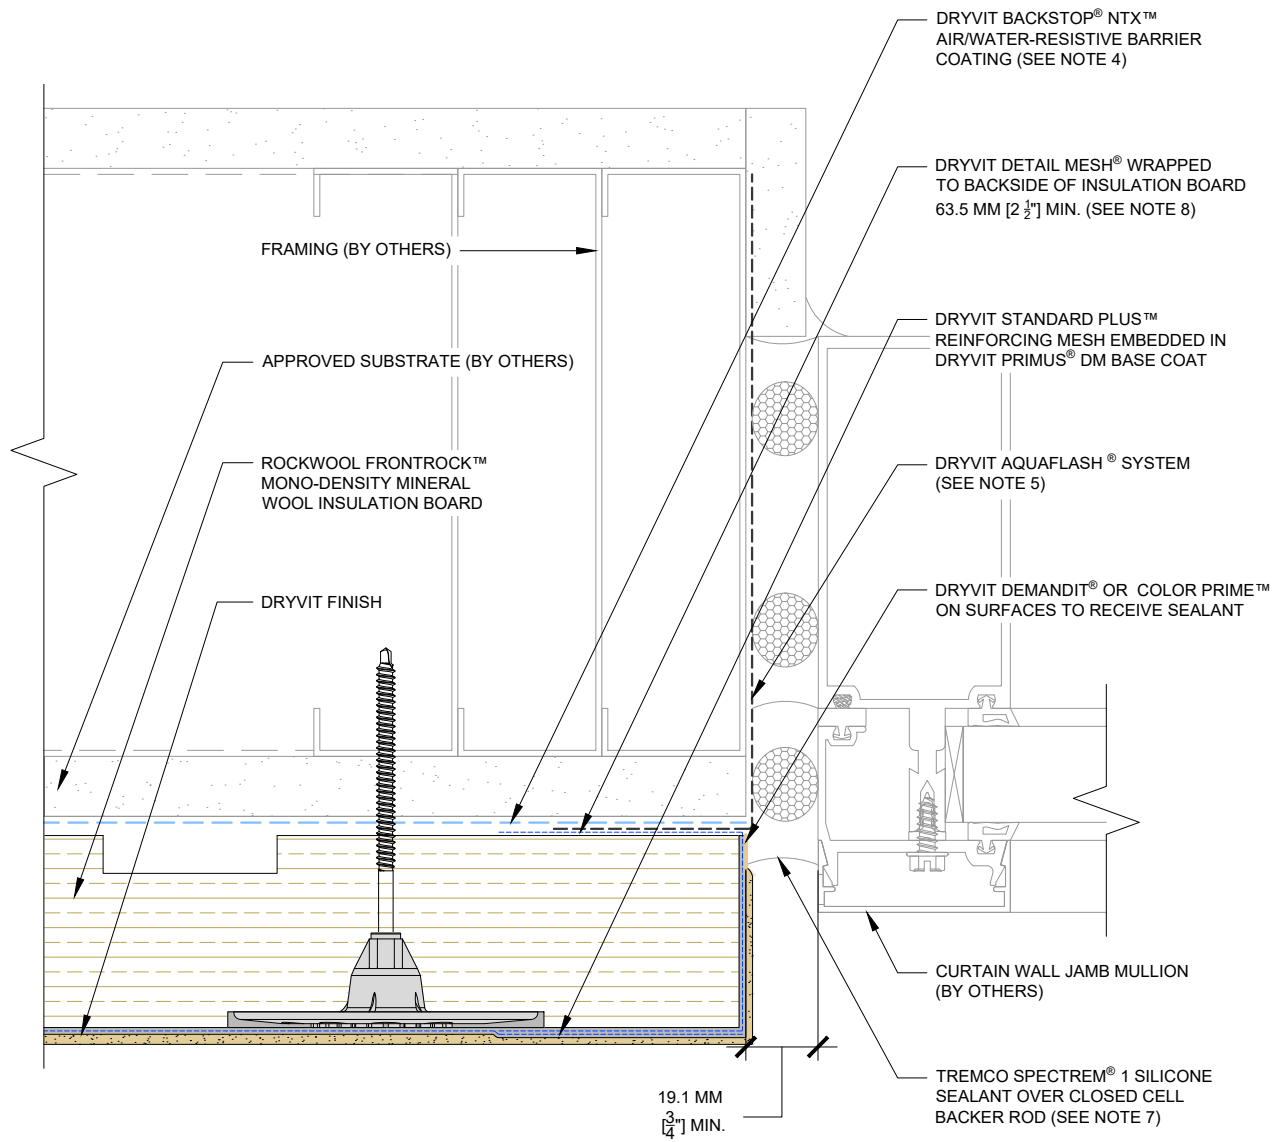 DRYVIT BACKSTOP® NTX™
AIR/WATER-RESISTIVE BARRIER
COATING (SEE NOTE 4)
DRYVIT DETAIL MESH® WRAPPED
TO BACKSIDE OF INSULATION BOARD
63.5 MM [2 1/2"] MIN. (SEE NOTE 8)
FRAMING (BY OTHERS)
DRYVIT STANDARD PLUS™
REINFORCING MESH EMBEDDED IN
DRYVIT PRIMUS® DM BASE COAT
APPROVED SUBSTRATE (BY OTHERS)
ROCKWOOL FRONTROCK™
MONO-DENSITY MINERAL
WOOL INSULATION BOARD
DRYVIT AQUAFLASH ® SYSTEM
(SEE NOTE 5)
DRYVIT FINISH
DRYVIT DEMANDIT® OR COLOR PRIME™
ON SURFACES TO RECEIVE SEALANT
CURTAIN WALL JAMB MULLION
(BY OTHERS)
TREMCO SPECTREM® 1 SILICONE
SEALANT OVER CLOSED CELL
BACKER ROD (SEE NOTE 7)
19.1 MM
[3/4"] MIN.